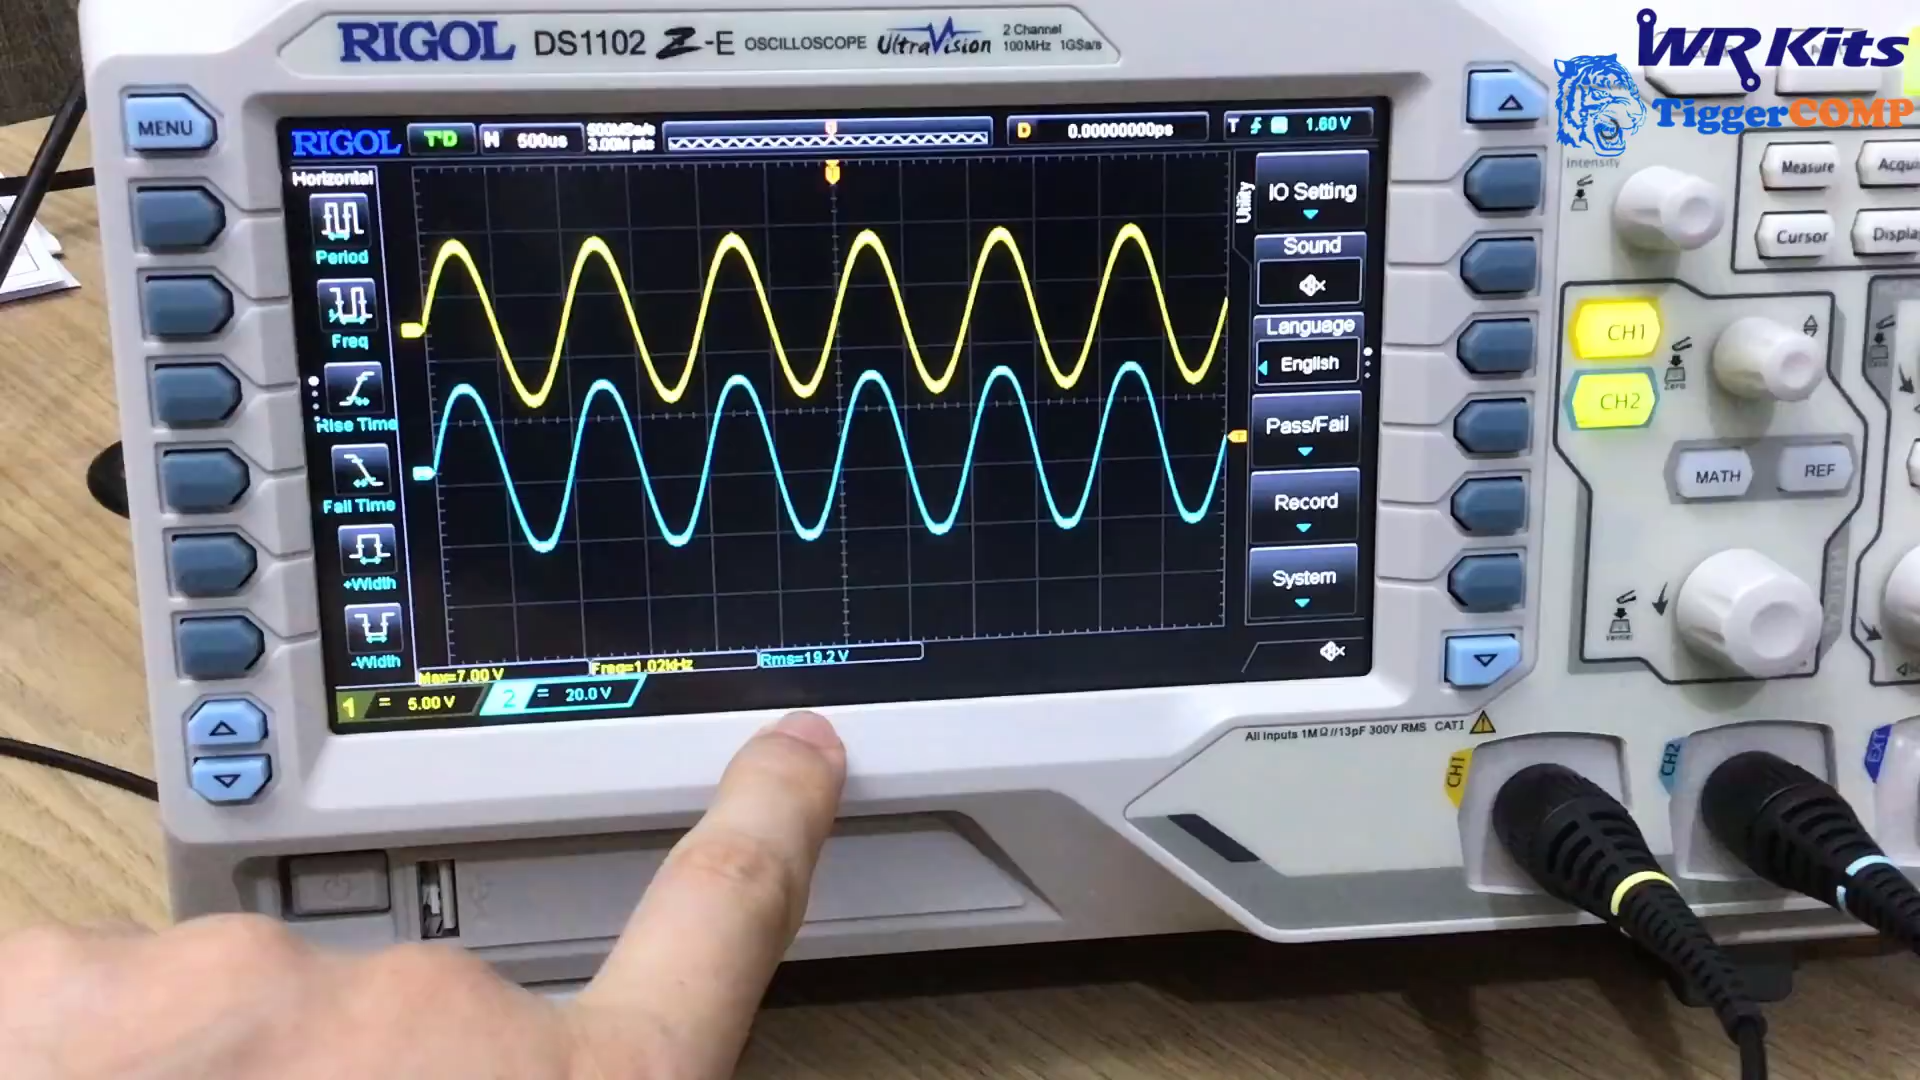 RIGOL DS1102 Z-E OSCILLOSCOPE UltraVision 2 Channel 100MHz 1GSa/s
WR Kits
TiggerCOMP
MENU
RIGOL T'D H 500us 500MSa/s 3.00M pts D 0.00000000ps T 1.60 V
Horizontal
Period
Freq
Rise Time
Fall Time
+Width
-Width
Utility
IO Setting
Sound
Language
English
Pass/Fail
Record
System
Max=7.00 V Freq=1.02kHz Rms=19.2 V
1 = 5.00 V 2 = 20.0 V
Intensity
Measure
Cursor
CH1
CH2
Zero
MATH REF
All Inputs 1MΩ//13pF 300V RMS CAT I
CH1
CH2
EXT